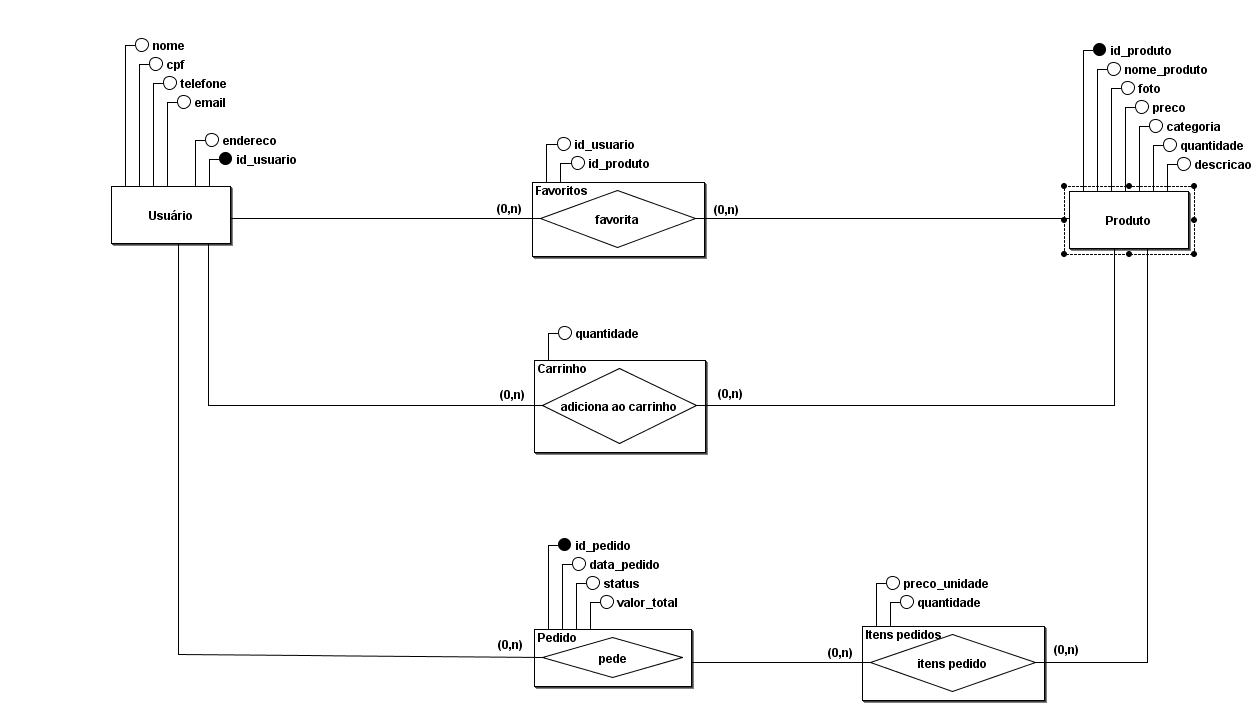 nome
cpf
telefone
email
endereco
id_usuario
Usuário
id_usuario
id_produto
Favoritos
favorita
(0,n)
(0,n)
id_produto
nome_produto
foto
preco
categoria
quantidade
descricao
Produto
quantidade
Carrinho
adiciona ao carrinho
(0,n)
(0,n)
id_pedido
data_pedido
status
valor_total
Pedido
pede
(0,n)
preco_unidade
quantidade
Itens pedidos
itens pedido
(0,n)
(0,n)